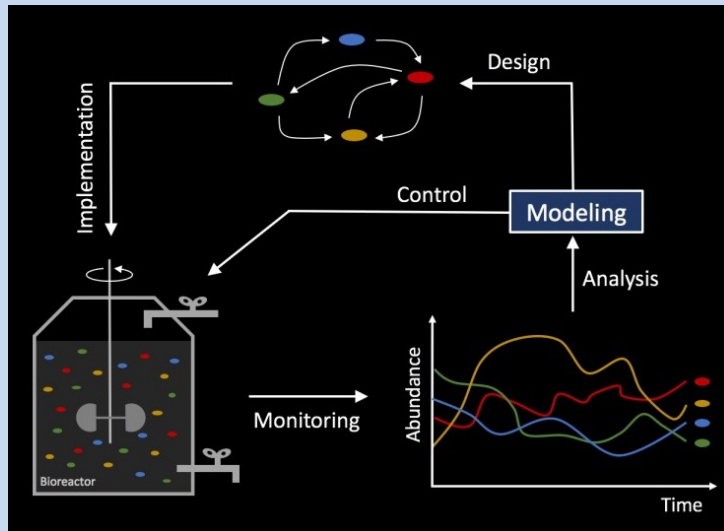 Design
Implementation
Control
Modeling
Analysis
Monitoring
Abundance
Bioreactor
Time